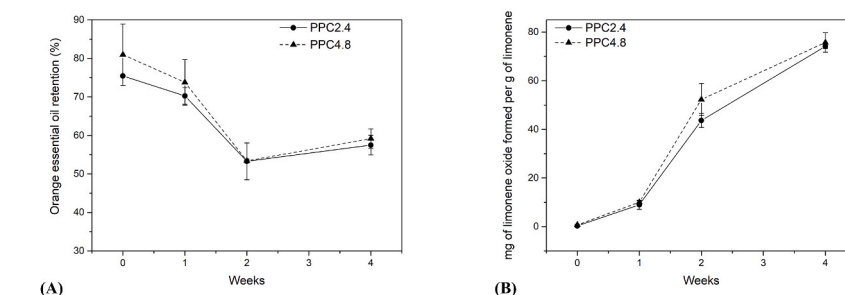 90
80
70
60
50
40
30
Orange essential oil retention (%)
PPC2.4
PPC4.8
0 1 2 3 4
Weeks
(A)
80
60
40
20
0
mg of limonene oxide formed per g of limonene
PPC2.4
PPC4.8
0 1 2 3 4
Weeks
(B)